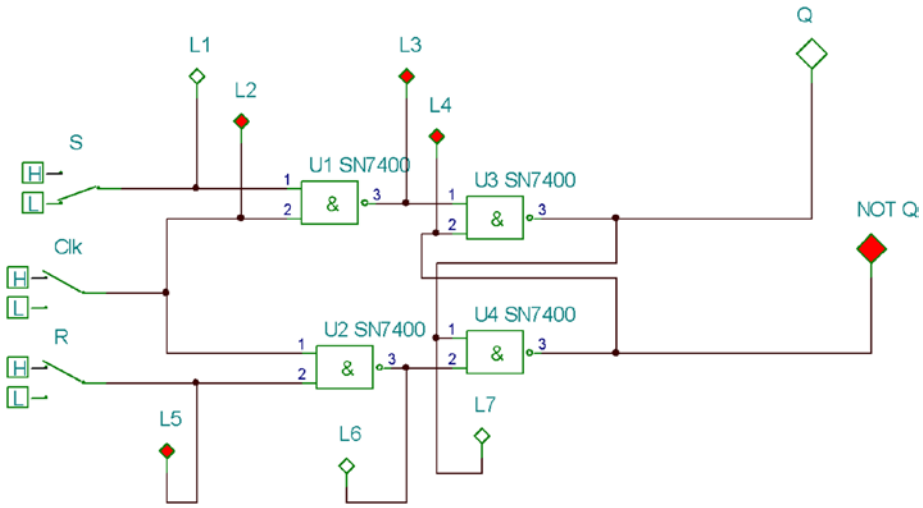 Q
L1
L3
L2
L4
S
U1 SN7400
U3 SN7400
H
1
3
1
L
&
&
3
2
2
NOT Q
Clk
H
L
U2 SN7400
U4 SN7400
R
1
1
H
3
3
&
&
2
2
L
L5
L6
L7